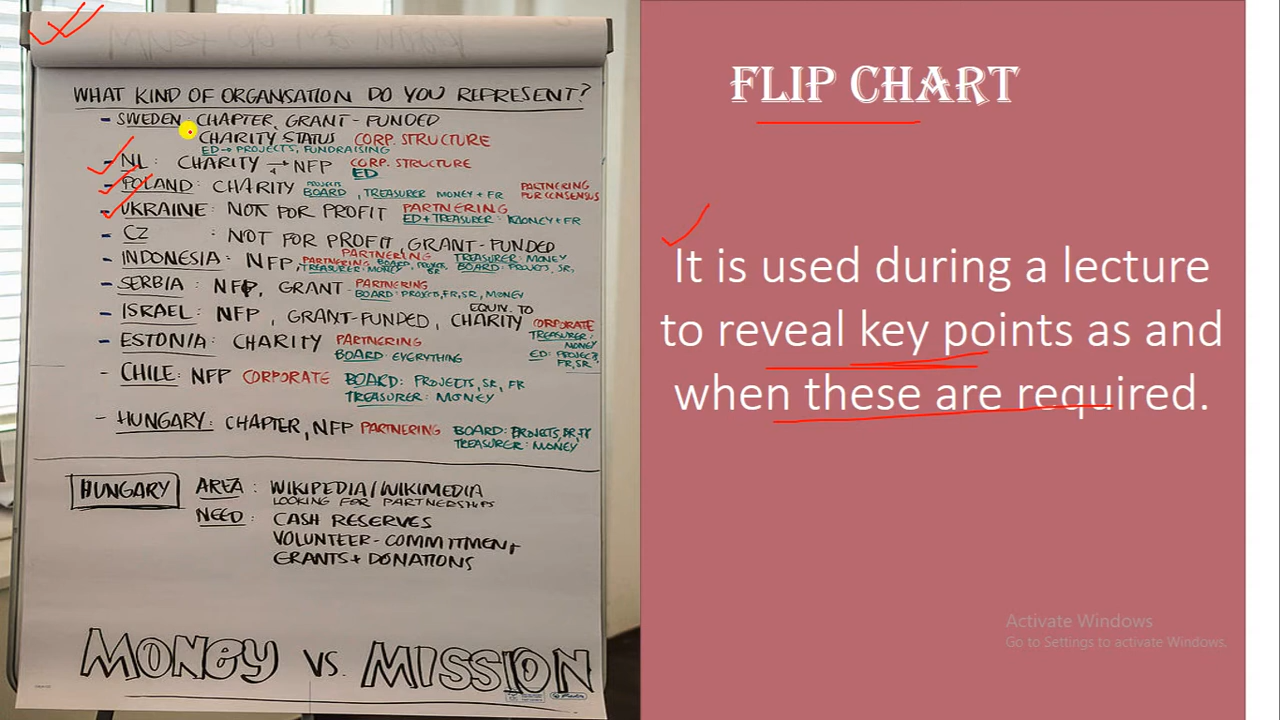 WHAT KIND OF ORGANSATION DO YOU REPRESENT?
- SWEDEN: CHAPTER, GRANT-FUNDED
CHARITY STATUS CORP. STRUCTURE
ED → PROJECTS, FUNDRAISING
- NL: CHARITY → NFP CORP. STRUCTURE
ED
- POLAND: CHARITY PROJECTS BOARD, TREASURER MONEY + FR PARTNERING FOR CONSENSUS
- UKRAINE: NOT FOR PROFIT PARTNERING
ED + TREASURER: MONEY + FR
- CZ : NOT FOR PROFIT, GRANT-FUNDED
PARTNERING TREASURER: MONEY
- INDONESIA: NFP, PARTNERING BOARD: PROJECTS, SR,
TREASURER: MONEY
- SERBIA: NFP, GRANT- PARTNERING
BOARD: PROJECTS, FR, SR, MONEY
- ISRAEL: NFP, GRANT-FUNDED, EQUIV. TO CHARITY CORPORATE
TREASURER: MONEY
ED: PROJECTS, FR, SR,
- ESTONIA: CHARITY PARTNERING
BOARD: EVERYTHING
- CHILE: NFP CORPORATE BOARD: PROJECTS, SR, FR
TREASURER: MONEY
- HUNGARY: CHAPTER, NFP PARTNERING BOARD: PROJECTS,
TREASURER: MONEY
HUNGARY AREA: WIKIPEDIA/WIKIMEDIA
LOOKING FOR PARTNERSHIPS
NEED: CASH RESERVES
VOLUNTEER-COMMITMENT
GRANTS + DONATIONS
MONEY VS. MISSION
FLIP CHART
It is used during a lecture
to reveal key points as and
when these are required.
Activate Windows
Go to Settings to activate Windows.